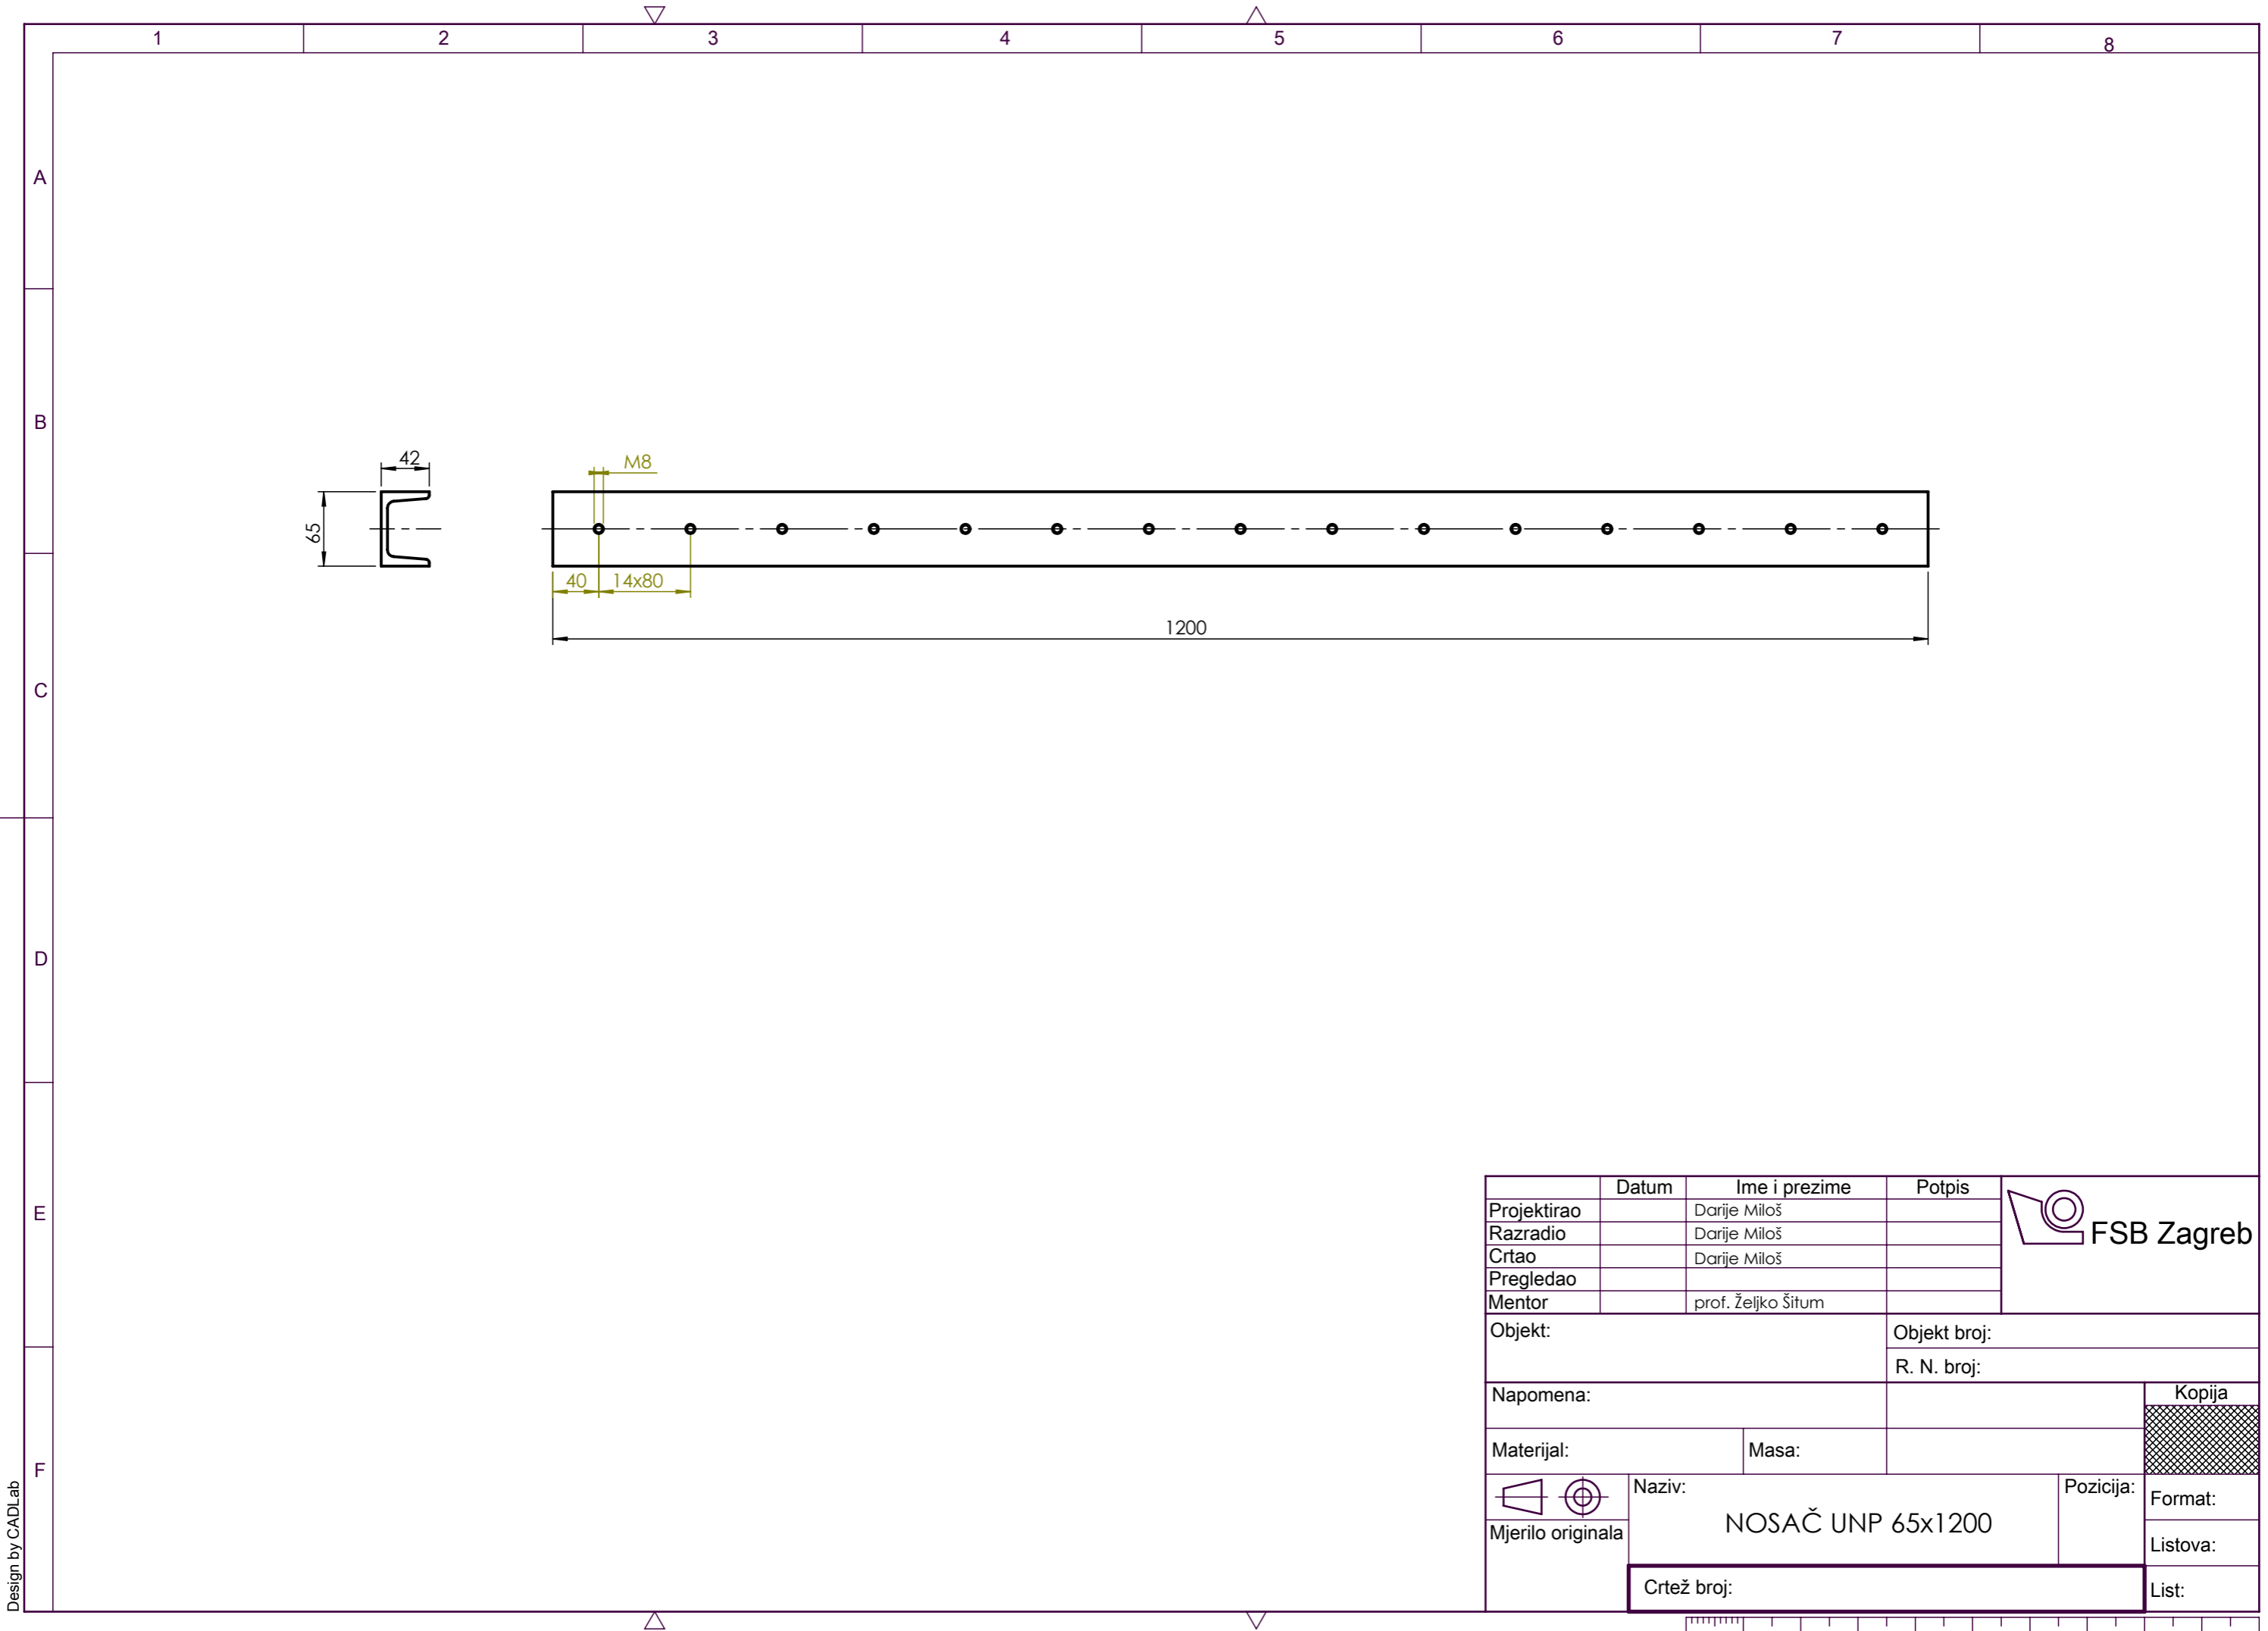 1 2 3 4 5 6 7 8
A
B
C
D
E
F
42
65
M8
40 14x80
1200
Datum Ime i prezime Potpis
Projektirao Darije Miloš
Razradio Darije Miloš
Crtao Darije Miloš
Pregledao
Mentor prof. Željko Šitum
FSB Zagreb
Objekt: Objekt broj:
R. N. broj:
Napomena: Kopija
Materijal: Masa:
Naziv: Pozicija: Format:
NOSAČ UNP 65x1200
Mjerilo originala
Listova:
Crtež broj: List:
Design by CADLab